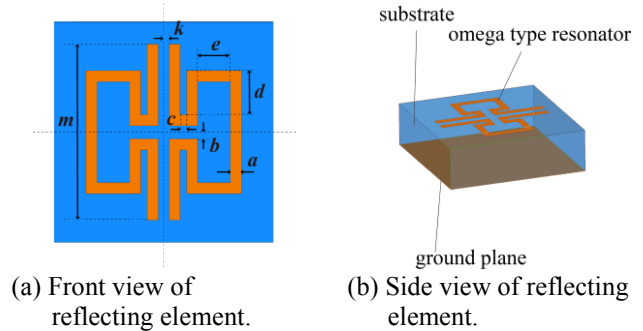 k
e
m
d
c
b
a
substrate
omega type resonator
ground plane
(a) Front view of
reflecting element.
(b) Side view of reflecting
element.